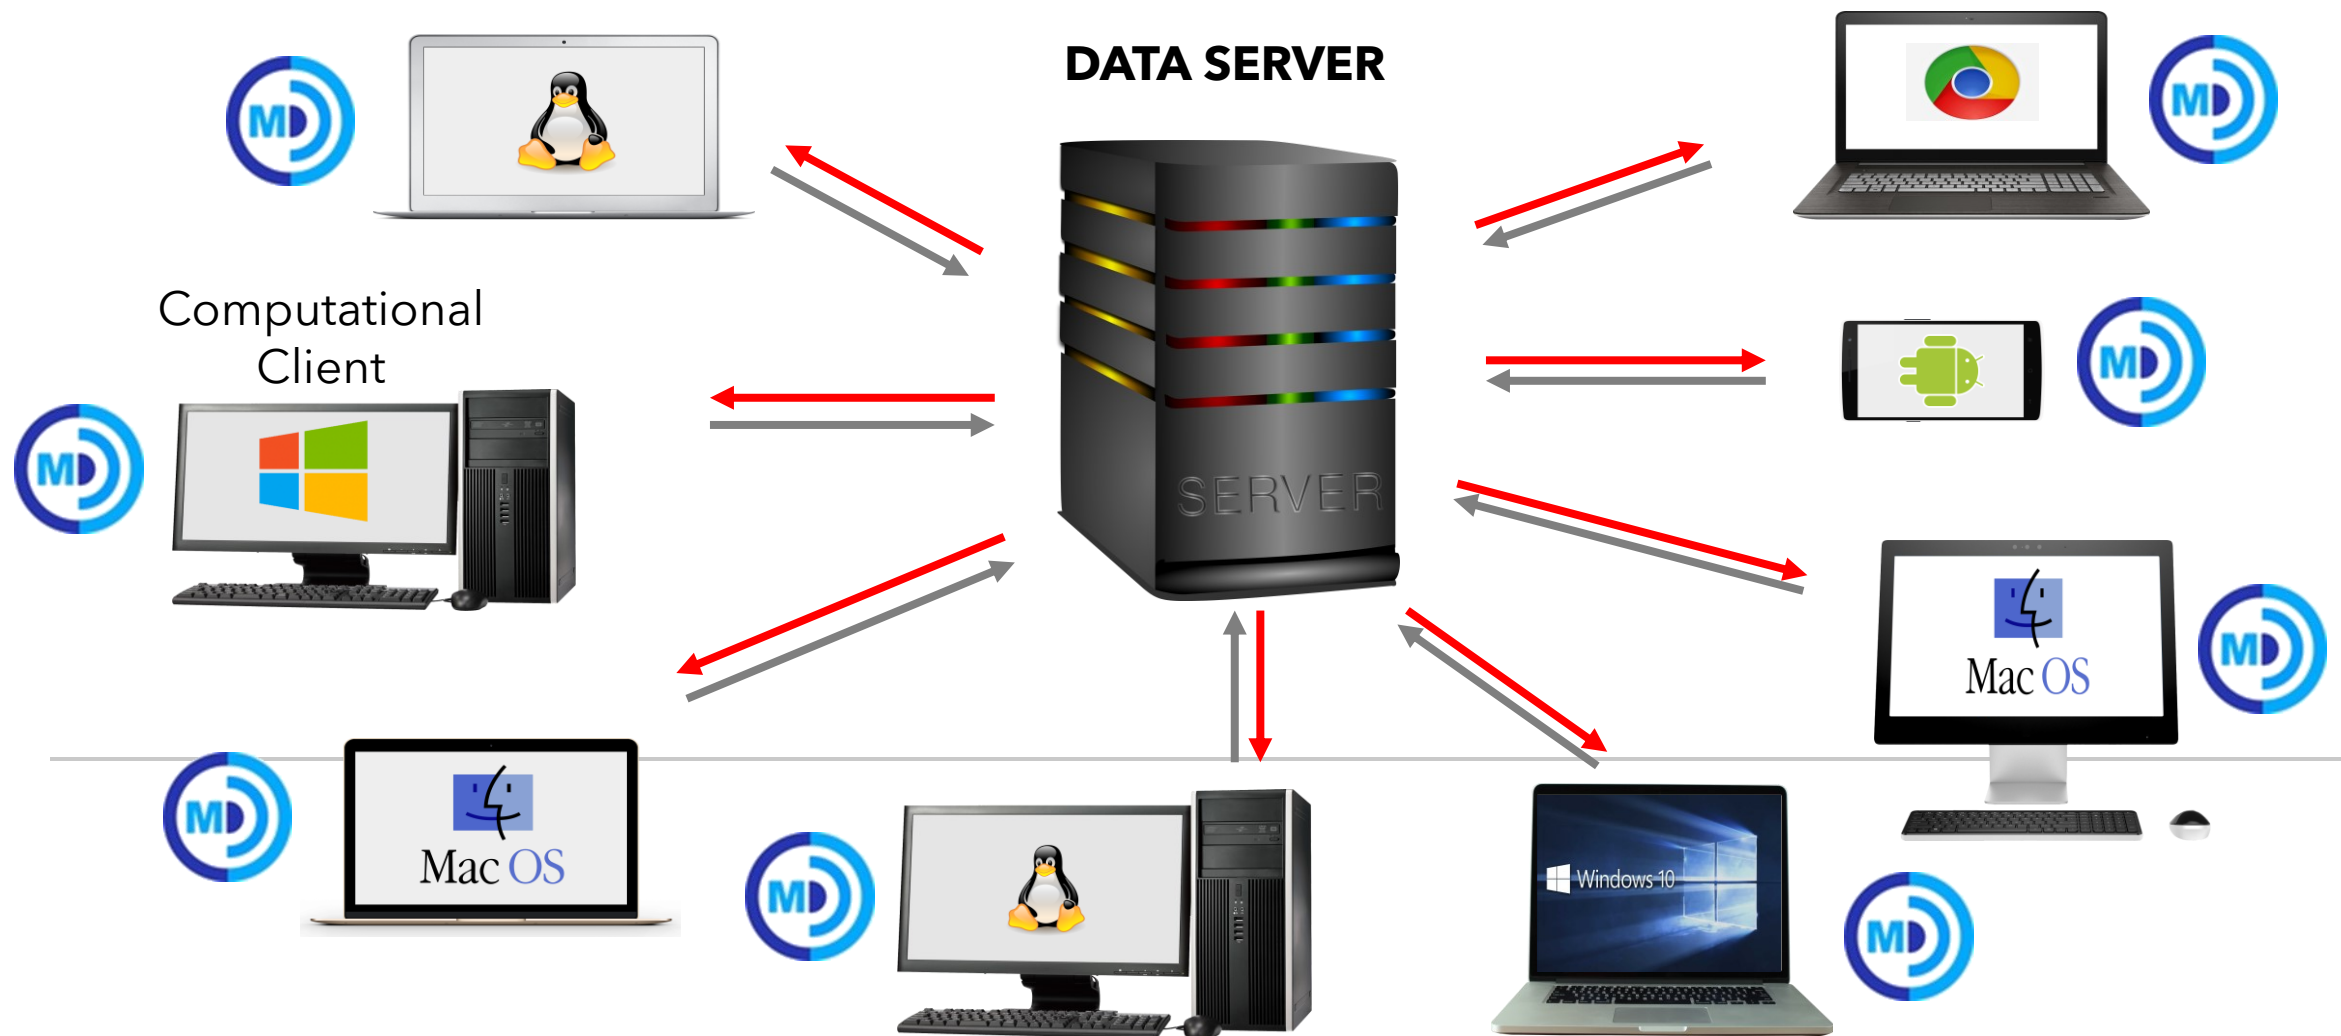 DATA SERVER
MD
MD
Computational
Client
MD
MD
SERVER
MD
Mac OS
MD
Mac OS
MD
Windows 10
MD